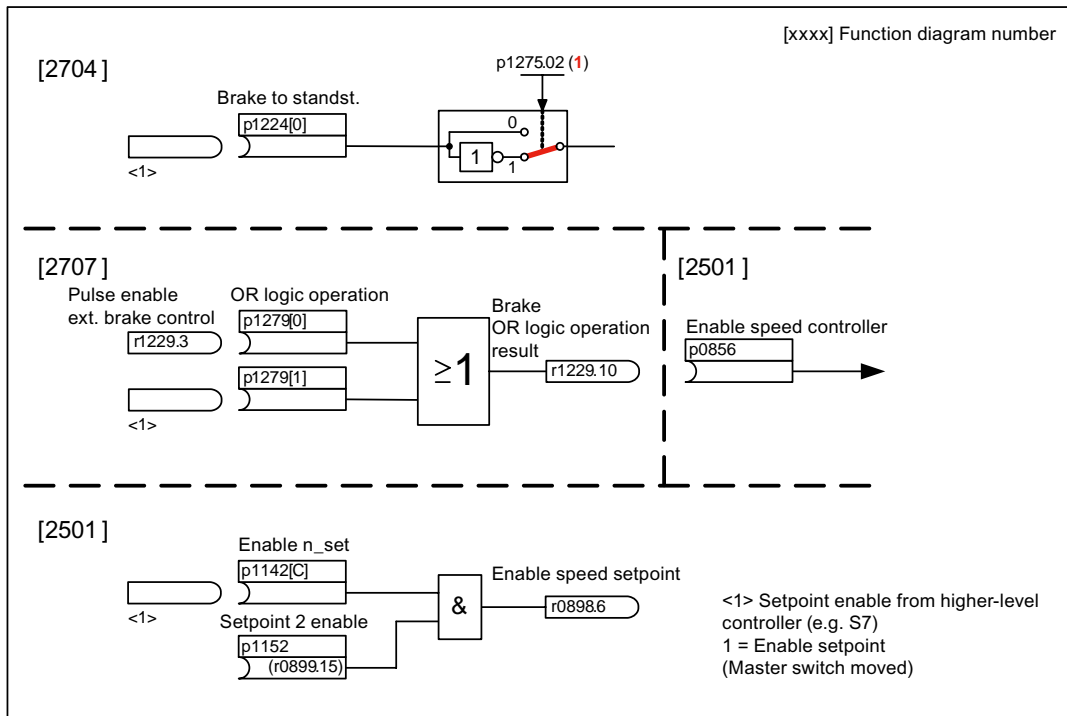 [xxxx] Function diagram number
[2704]
p1275.02 (1)
Brake to standst.
p1224[0]
0
1
1
<1>
[2707]
[2501]
Pulse enable
ext. brake control
OR logic operation
Brake
OR logic operation
result
Enable speed controller
r1229.3
p1279[0]
p0856
≥1
r1229.10
p1279[1]
<1>
[2501]
Enable n_set
p1142[C]
Enable speed setpoint
<1>
&
r0898.6
Setpoint 2 enable
p1152
(r0899.15)
<1> Setpoint enable from higher-level
controller (e.g. S7)
1 = Enable setpoint
(Master switch moved)